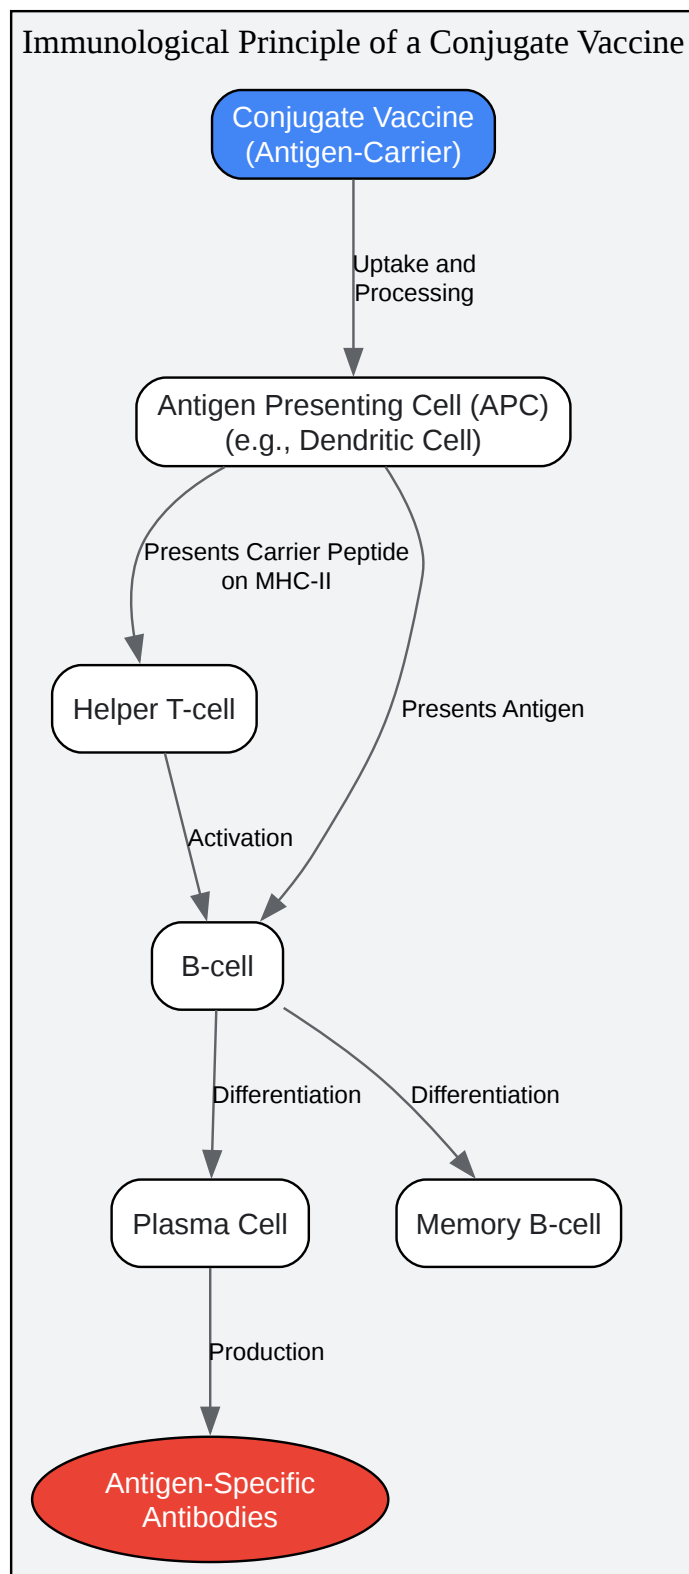 Immunological Principle of a Conjugate Vaccine
Conjugate Vaccine
(Antigen-Carrier)
Uptake and
Processing
Antigen Presenting Cell (APC)
(e.g., Dendritic Cell)
Presents Carrier Peptide
on MHC-II
Helper T-cell
Presents Antigen
Activation
B-cell
Differentiation
Differentiation
Plasma Cell
Memory B-cell
Production
Antigen-Specific
Antibodies